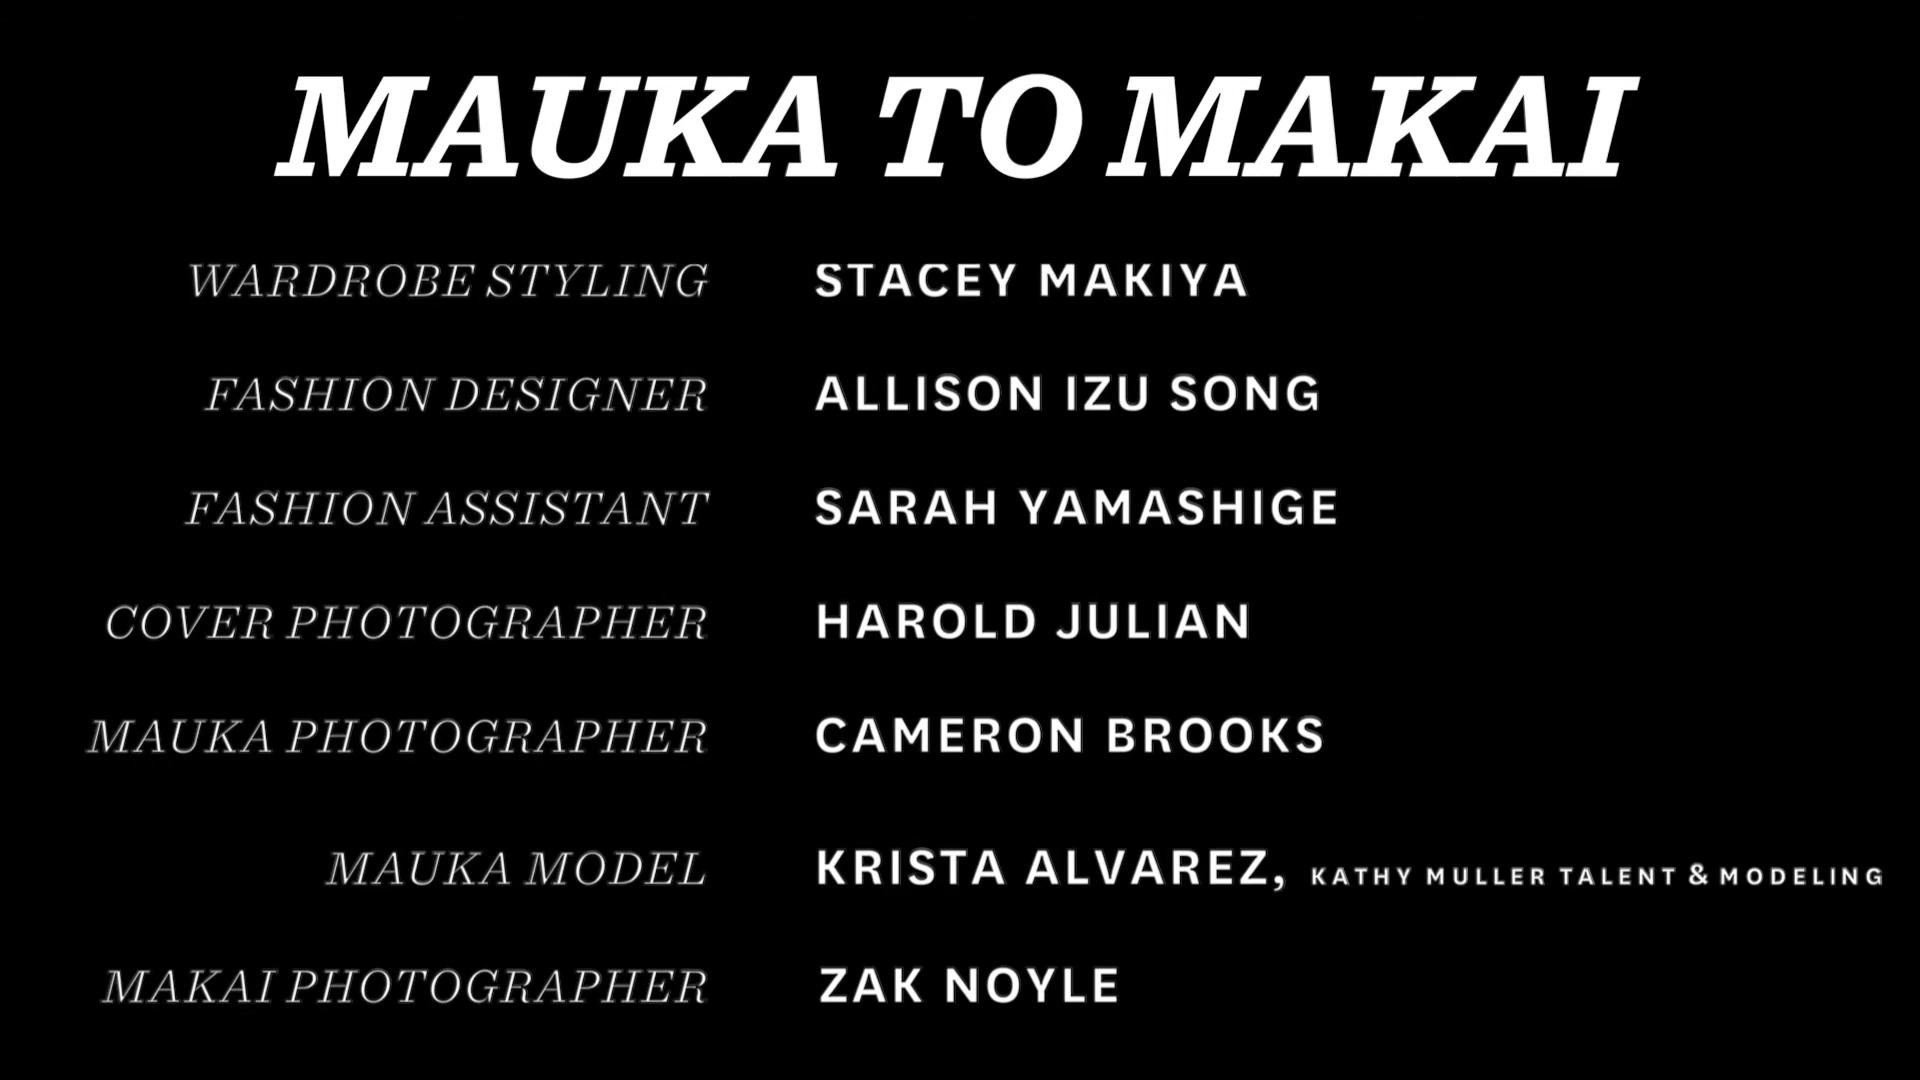 MAUKA TO MAKAI
WARDROBE STYLING STACEY MAKIYA
FASHION DESIGNER ALLISON IZU SONG
FASHION ASSISTANT SARAH YAMASHIGE
COVER PHOTOGRAPHER HAROLD JULIAN
MAUKA PHOTOGRAPHER CAMERON BROOKS
MAUKA MODEL KRISTA ALVAREZ, KATHY MULLER TALENT & MODELING
MAKAI PHOTOGRAPHER ZAK NOYLE